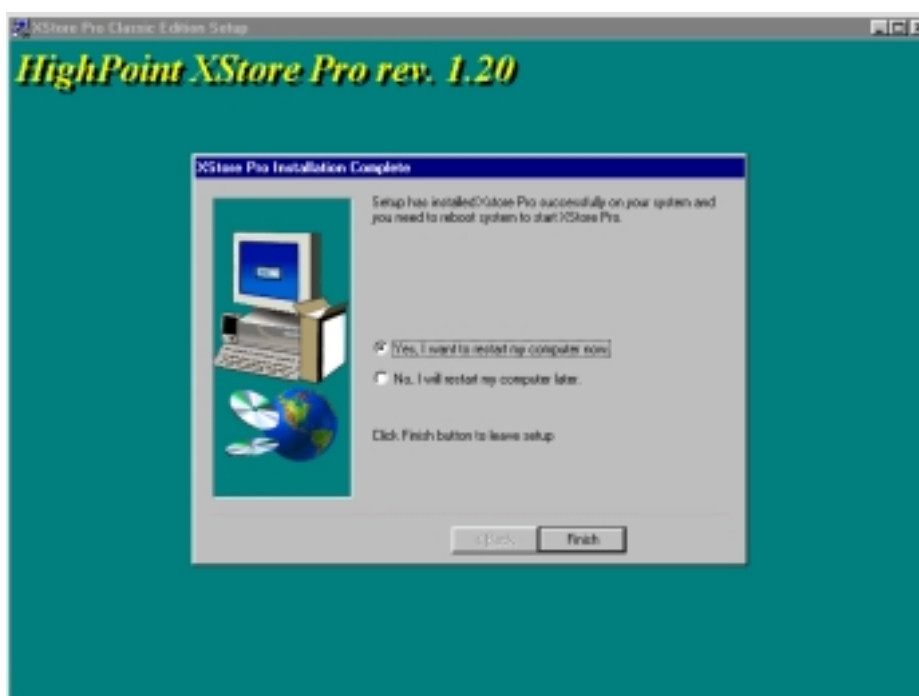 XStore Pro Classic Edition Setup
HighPoint XStore Pro rev. 1.20
XStore Pro Installation Complete
Setup has installed XStore Pro successfully on your system and
you need to reboot system to start XStore Pro.
Yes, I want to restart my computer now.
No, I will restart my computer later.
Click Finish button to leave setup
< Back
Finish